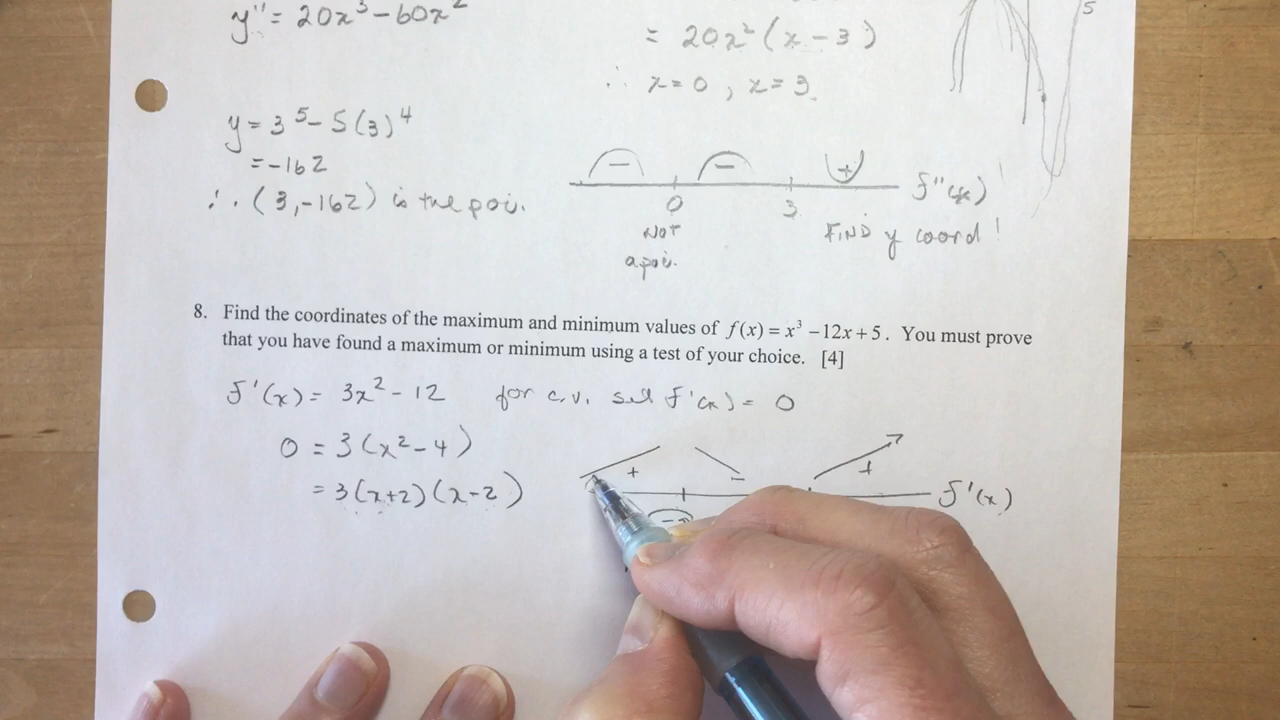 y'' = 20x³ - 60x²
= 20x²(x - 3)
∴ x = 0, x = 3
5
y = 3⁵ - 5(3)⁴
= -162
∴ (3, -162) is the poi.
- - + f''(x)
0 3
Not a poi.
FIND y coord!
8. Find the coordinates of the maximum and minimum values of f(x) = x³ - 12x + 5. You must prove
that you have found a maximum or minimum using a test of your choice. [4]
f'(x) = 3x² - 12 for c.v. set f'(x) = 0
0 = 3(x² - 4)
= 3(x+2)(x-2)
+ - + f'(x)